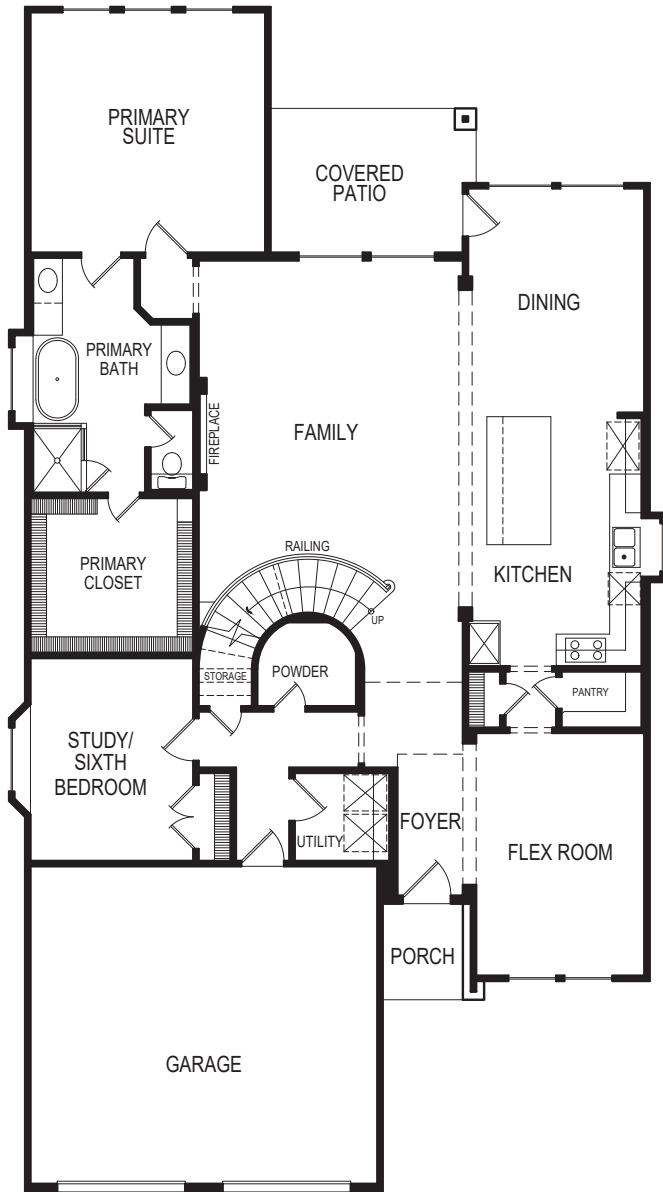 PRIMARY
SUITE
COVERED
PATIO
DINING
PRIMARY
BATH
FIREPLACE
FAMILY
RAILING
KITCHEN
PRIMARY
CLOSET
UP
STORAGE
POWDER
PANTRY
STUDY/
SIXTH
BEDROOM
UTILITY
FOYER
FLEX ROOM
PORCH
GARAGE